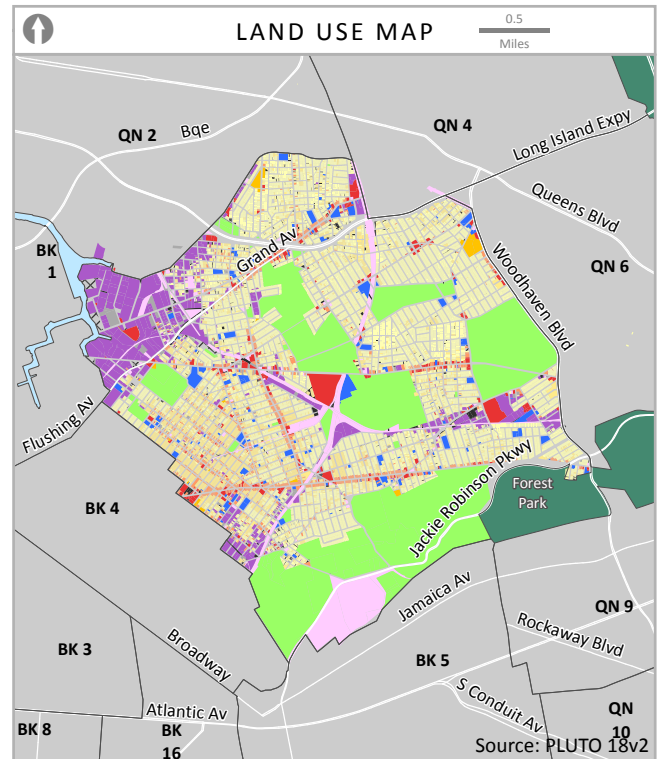 LAND USE MAP
0.5
Miles
QN 2
Bqe
QN 4
Long Island Expy
Queens Blvd
BK
1
Grand Av
QN 6
Woodhaven Blvd
Flushing Av
BK 4
Jackie Robinson Pkwy
Forest
Park
Jamaica Av
QN 9
BK 3
Broadway
Rockaway Blvd
BK 5
S Conduit Av
Atlantic Av
QN
10
BK 8
BK
16
Source: PLUTO 18v2